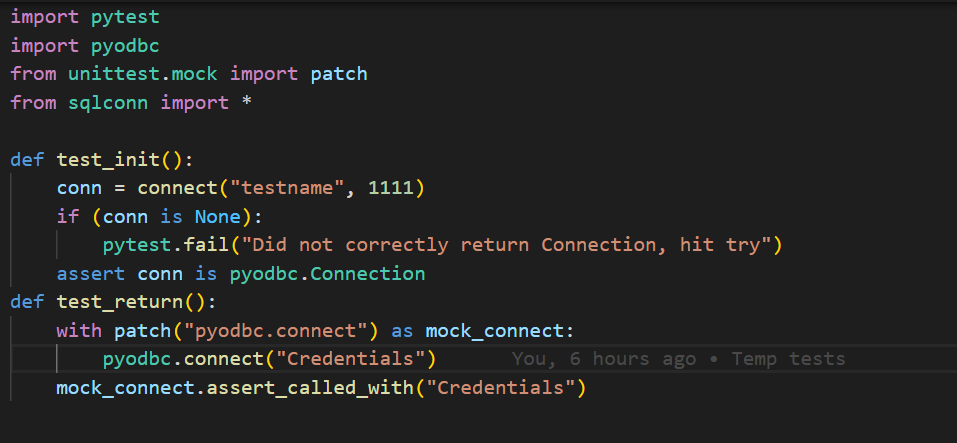 import pytest
import pyodbc
from unittest.mock import patch
from sqlconn import *

def test_init():
    conn = connect("testname", 1111)
    if (conn is None):
        pytest.fail("Did not correctly return Connection, hit try")
    assert conn is pyodbc.Connection
def test_return():
    with patch("pyodbc.connect") as mock_connect:
        pyodbc.connect("Credentials")      You, 6 hours ago • Temp tests
    mock_connect.assert_called_with("Credentials")